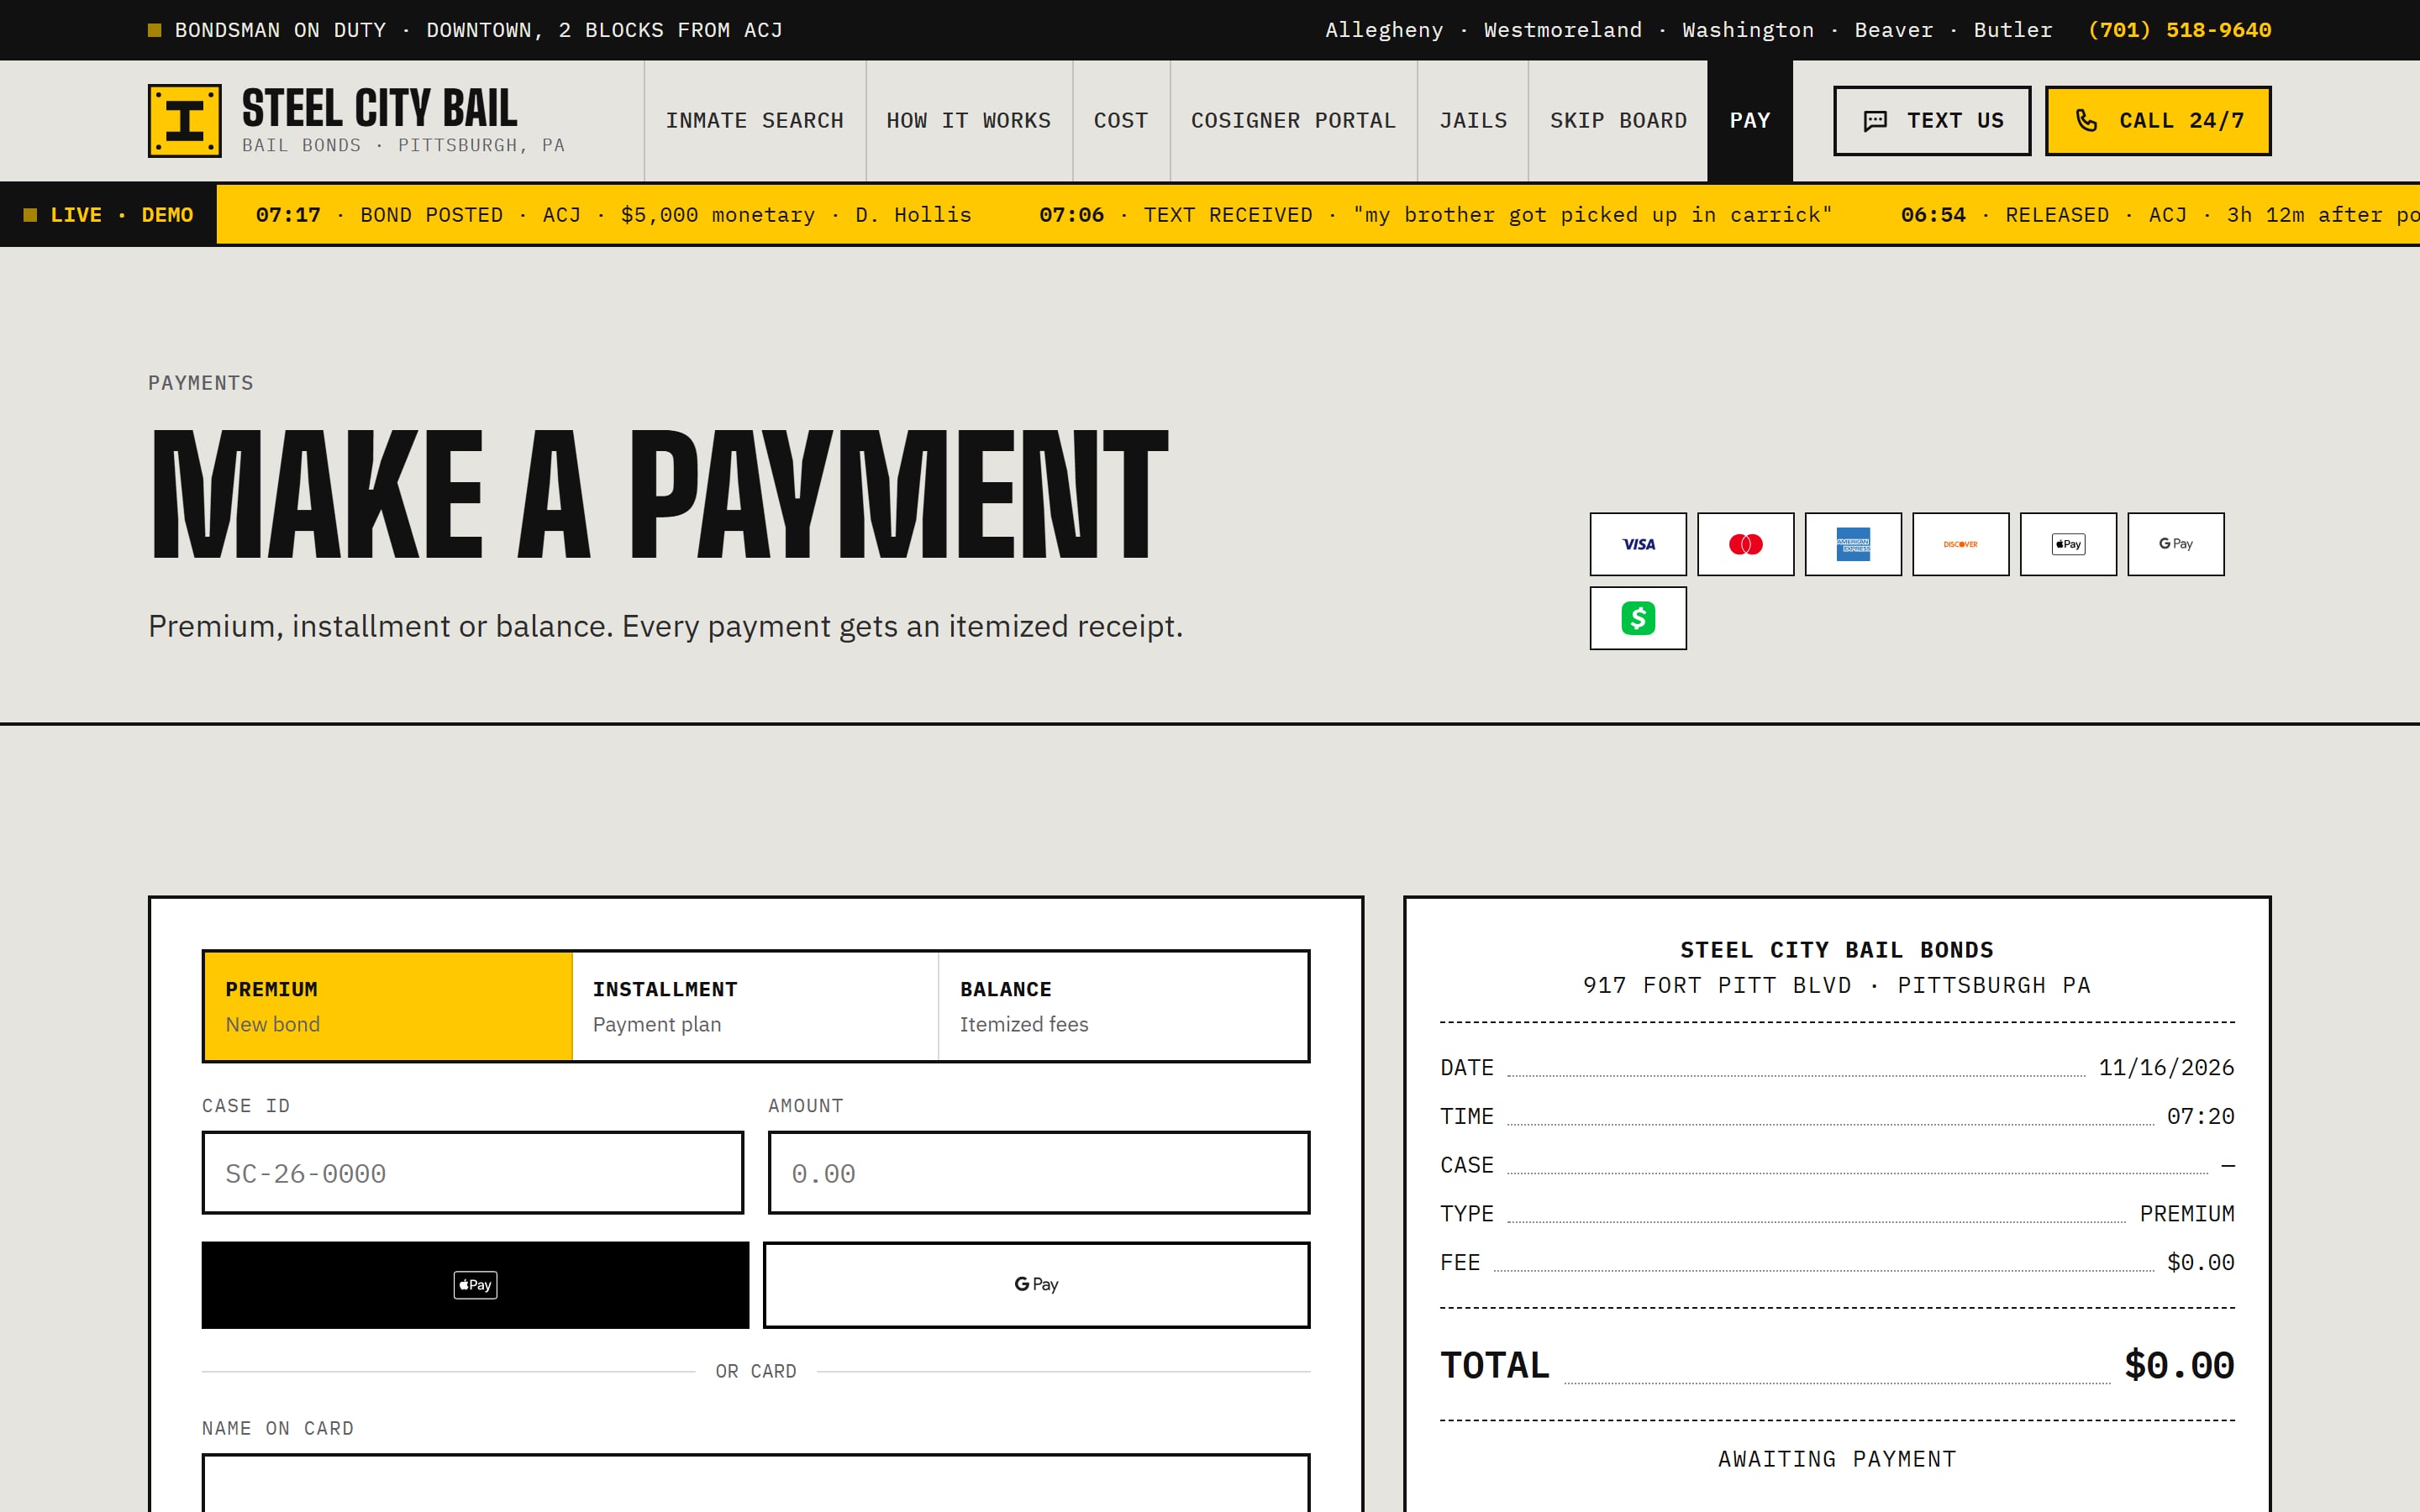 BONDSMAN ON DUTY · DOWNTOWN, 2 BLOCKS FROM ACJ
Allegheny · Westmoreland · Washington · Beaver · Butler (701) 518-9640
STEEL CITY BAIL
BAIL BONDS · PITTSBURGH, PA
INMATE SEARCH
HOW IT WORKS
COST
COSIGNER PORTAL
JAILS
SKIP BOARD
PAY
TEXT US
CALL 24/7
LIVE · DEMO
07:17 · BOND POSTED · ACJ · $5,000 monetary · D. Hollis
07:06 · TEXT RECEIVED · "my brother got picked up in carrick"
06:54 · RELEASED · ACJ · 3h 12m after po
PAYMENTS
MAKE A PAYMENT
Premium, installment or balance. Every payment gets an itemized receipt.
VISA
AMERICAN EXPRESS
DISCOVER
Pay
G Pay
$
PREMIUM
New bond
INSTALLMENT
Payment plan
BALANCE
Itemized fees
CASE ID
SC-26-0000
AMOUNT
0.00
Pay
G Pay
OR CARD
NAME ON CARD
STEEL CITY BAIL BONDS
917 FORT PITT BLVD · PITTSBURGH PA
DATE 11/16/2026
TIME 07:20
CASE —
TYPE PREMIUM
FEE $0.00
TOTAL $0.00
AWAITING PAYMENT